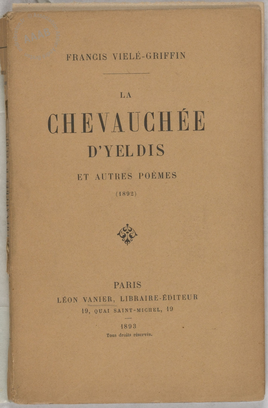 FRANCIS VIELÉ-GRIFFIN
LA
CHEVAUCHÉE
D'YELDIS
ET AUTRES POÈMES
(1892)
PARIS
LÉON VANIER, LIBRAIRE-ÉDITEUR
19, QUAI SAINT-MICHEL, 19
1893
Tous droits réservés.